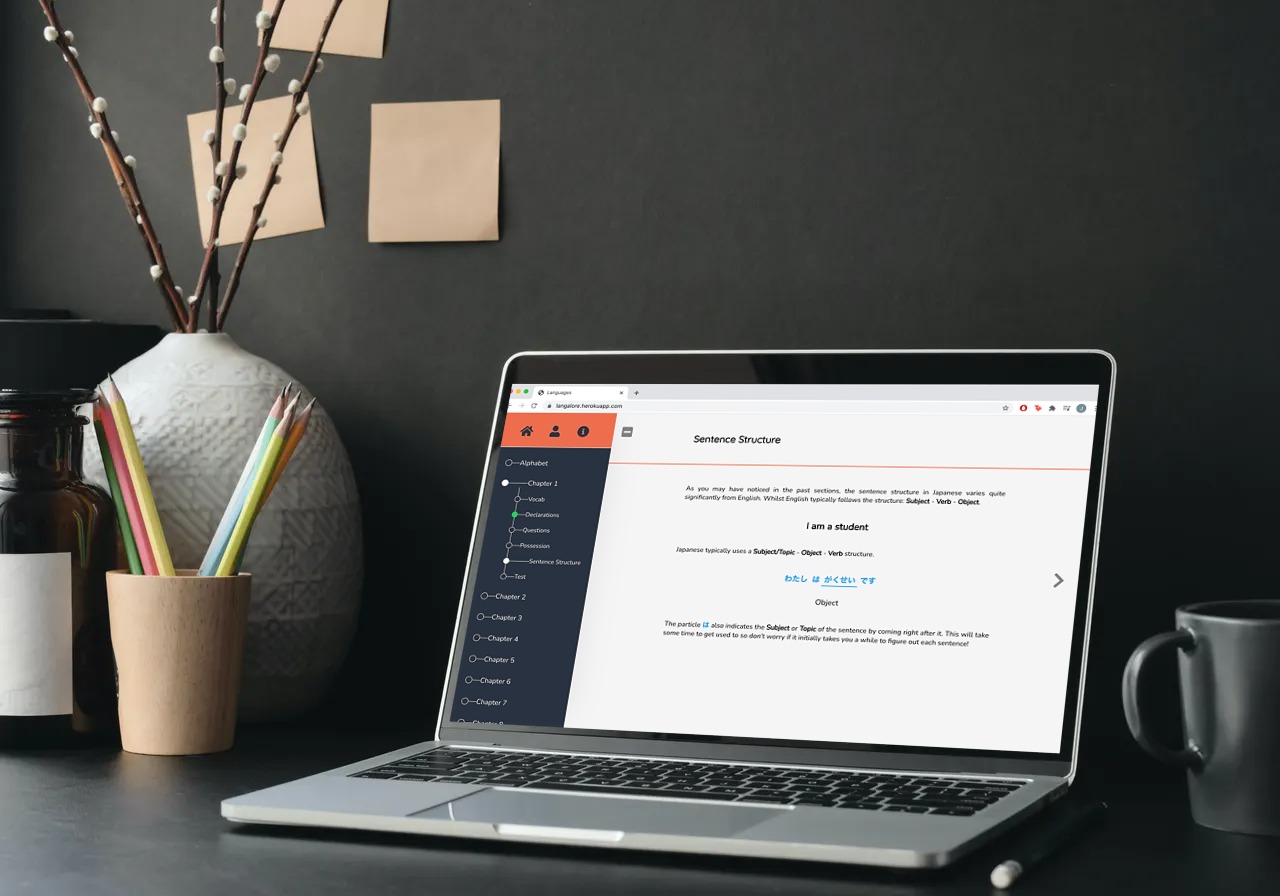 Languages
langalore.herokuapp.com
Alphabet
Chapter 1
Vocab
Declarations
Questions
Possession
Sentence Structure
Test
Chapter 2
Chapter 3
Chapter 4
Chapter 5
Chapter 6
Chapter 7
Sentence Structure
As you may have noticed in the past sections, the sentence structure in Japanese varies quite
significantly from English. Whilst English typically follows the structure: Subject - Verb - Object.
I am a student
Japanese typically uses a Subject/Topic - Object - Verb structure.
わたし は がくせい です
Object
The particle は also indicates the Subject or Topic of the sentence by coming right after it. This will take
some time to get used to so don't worry if it initially takes you a while to figure out each sentence!